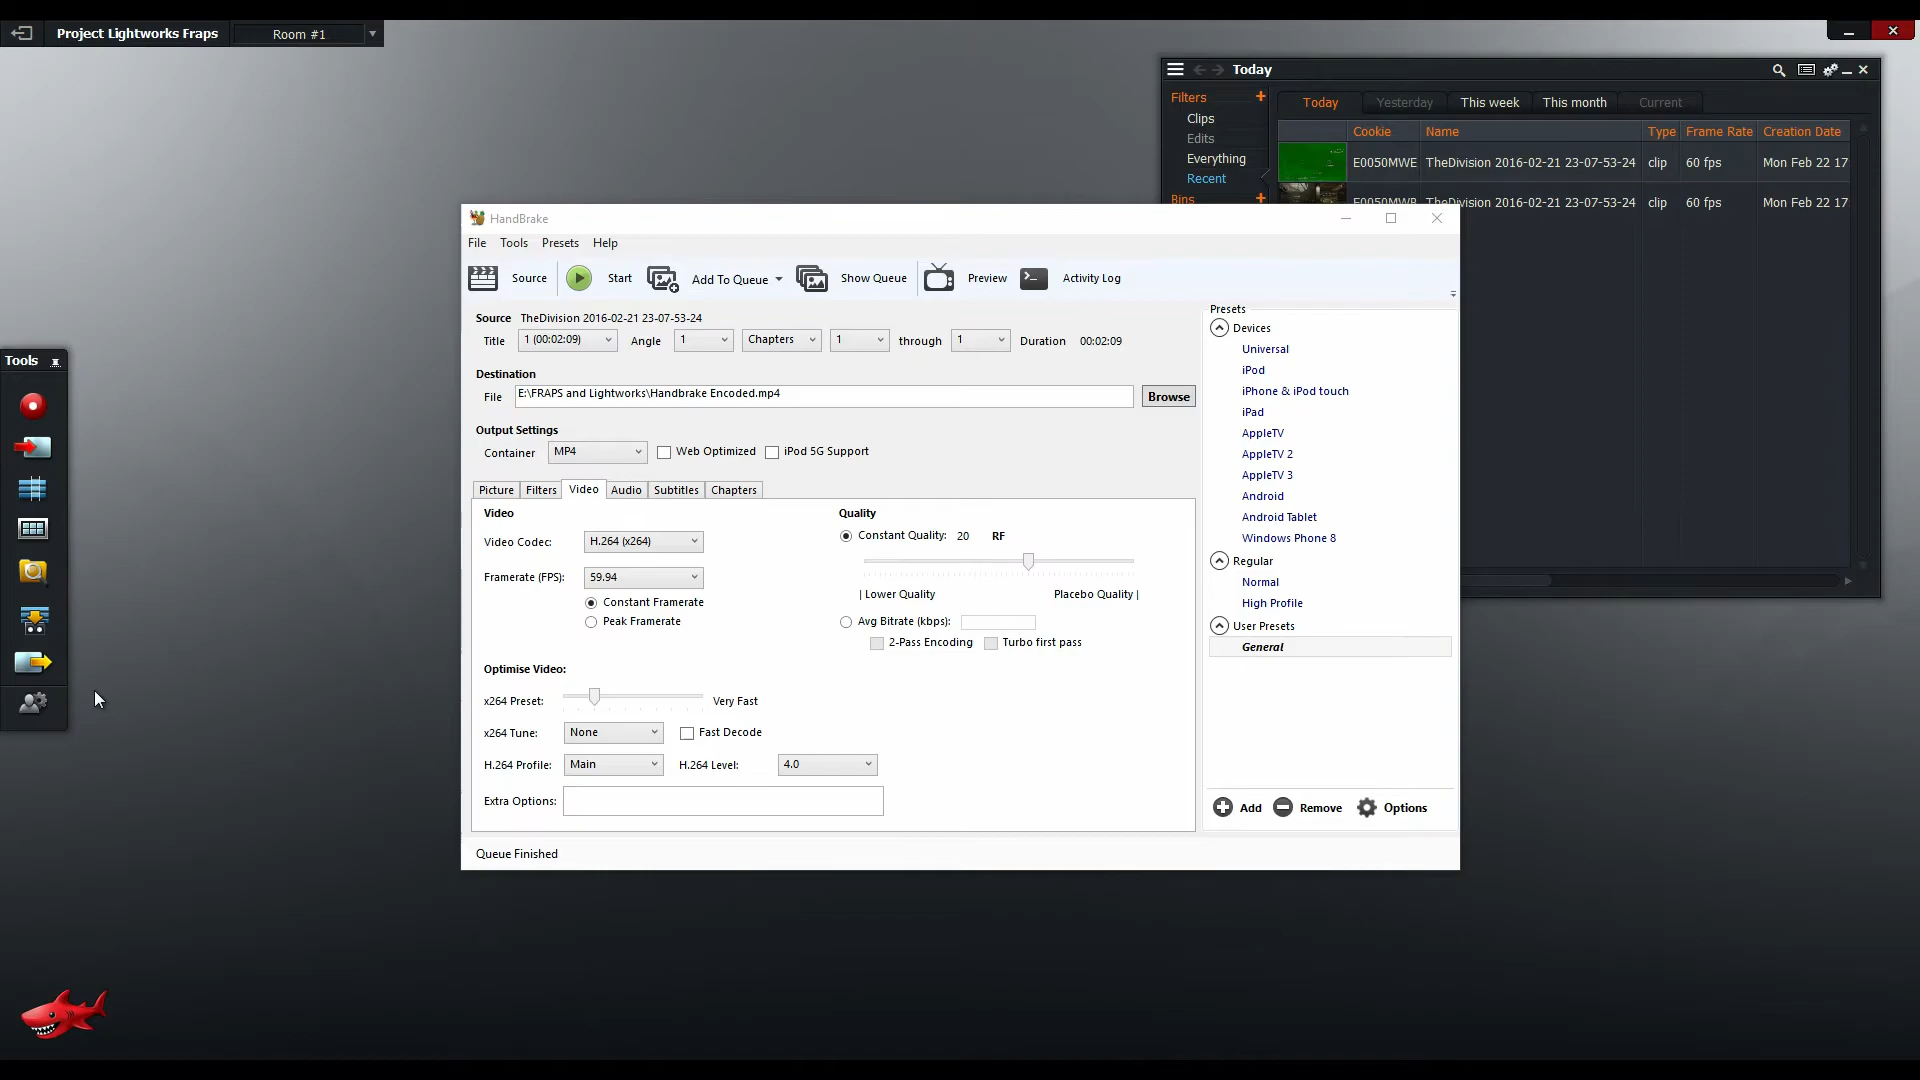 Project Lightworks Fraps
Room #1
Today
Filters
+
Clips
Edits
Everything
Recent
Bins
+
Today
Yesterday
This week
This month
Current
Cookie
Name
Type
Frame Rate
Creation Date
E0050MWE
TheDivision 2016-02-21 23-07-53-24
clip
60 fps
Mon Feb 22 17
TheDivision 2016-02-21 23-07-53-24
clip
60 fps
Mon Feb 22 17
Tools
HandBrake
File
Tools
Presets
Help
Source
Start
Add To Queue
Show Queue
Preview
Activity Log
Source TheDivision 2016-02-21 23-07-53-24
Title 1 (00:02:09) Angle 1 Chapters 1 through 1 Duration 00:02:09
Destination
File E:\FRAPS and Lightworks\Handbrake Encoded.mp4 Browse
Output Settings
Container MP4 Web Optimized iPod 5G Support
Picture
Filters
Video
Audio
Subtitles
Chapters
Video
Video Codec: H.264 (x264)
Framerate (FPS): 59.94
Constant Framerate
Peak Framerate
Quality
Constant Quality: 20 RF
| Lower Quality
Placebo Quality |
Avg Bitrate (kbps):
2-Pass Encoding
Turbo first pass
Optimise Video:
x264 Preset: Very Fast
x264 Tune: None Fast Decode
H.264 Profile: Main H.264 Level: 4.0
Extra Options:
Queue Finished
Presets
Devices
Universal
iPod
iPhone & iPod touch
iPad
AppleTV
AppleTV 2
AppleTV 3
Android
Android Tablet
Windows Phone 8
Regular
Normal
High Profile
User Presets
General
Add
Remove
Options